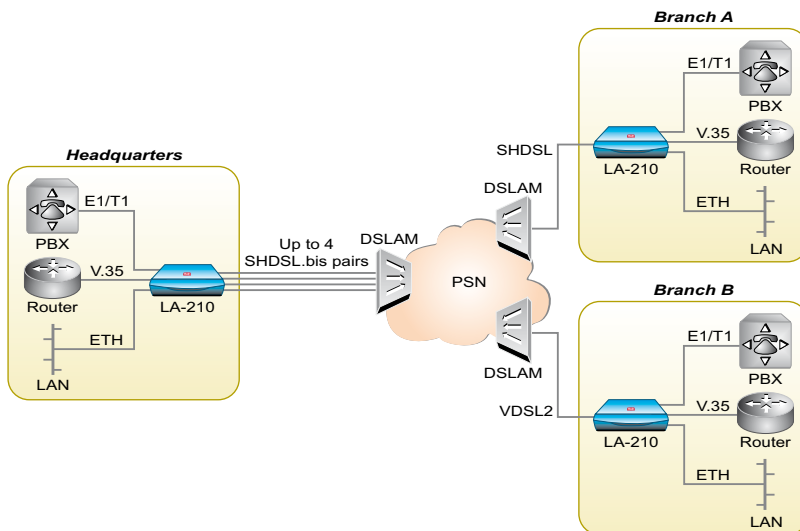 Headquarters
E1/T1
PBX
V.35
Router
LA-210
ETH
LAN
Up to 4
SHDSL.bis pairs
DSLAM
PSN
DSLAM
SHDSL
DSLAM
VDSL2
Branch A
E1/T1
PBX
V.35
LA-210
Router
ETH
LAN
Branch B
E1/T1
PBX
V.35
LA-210
Router
ETH
LAN